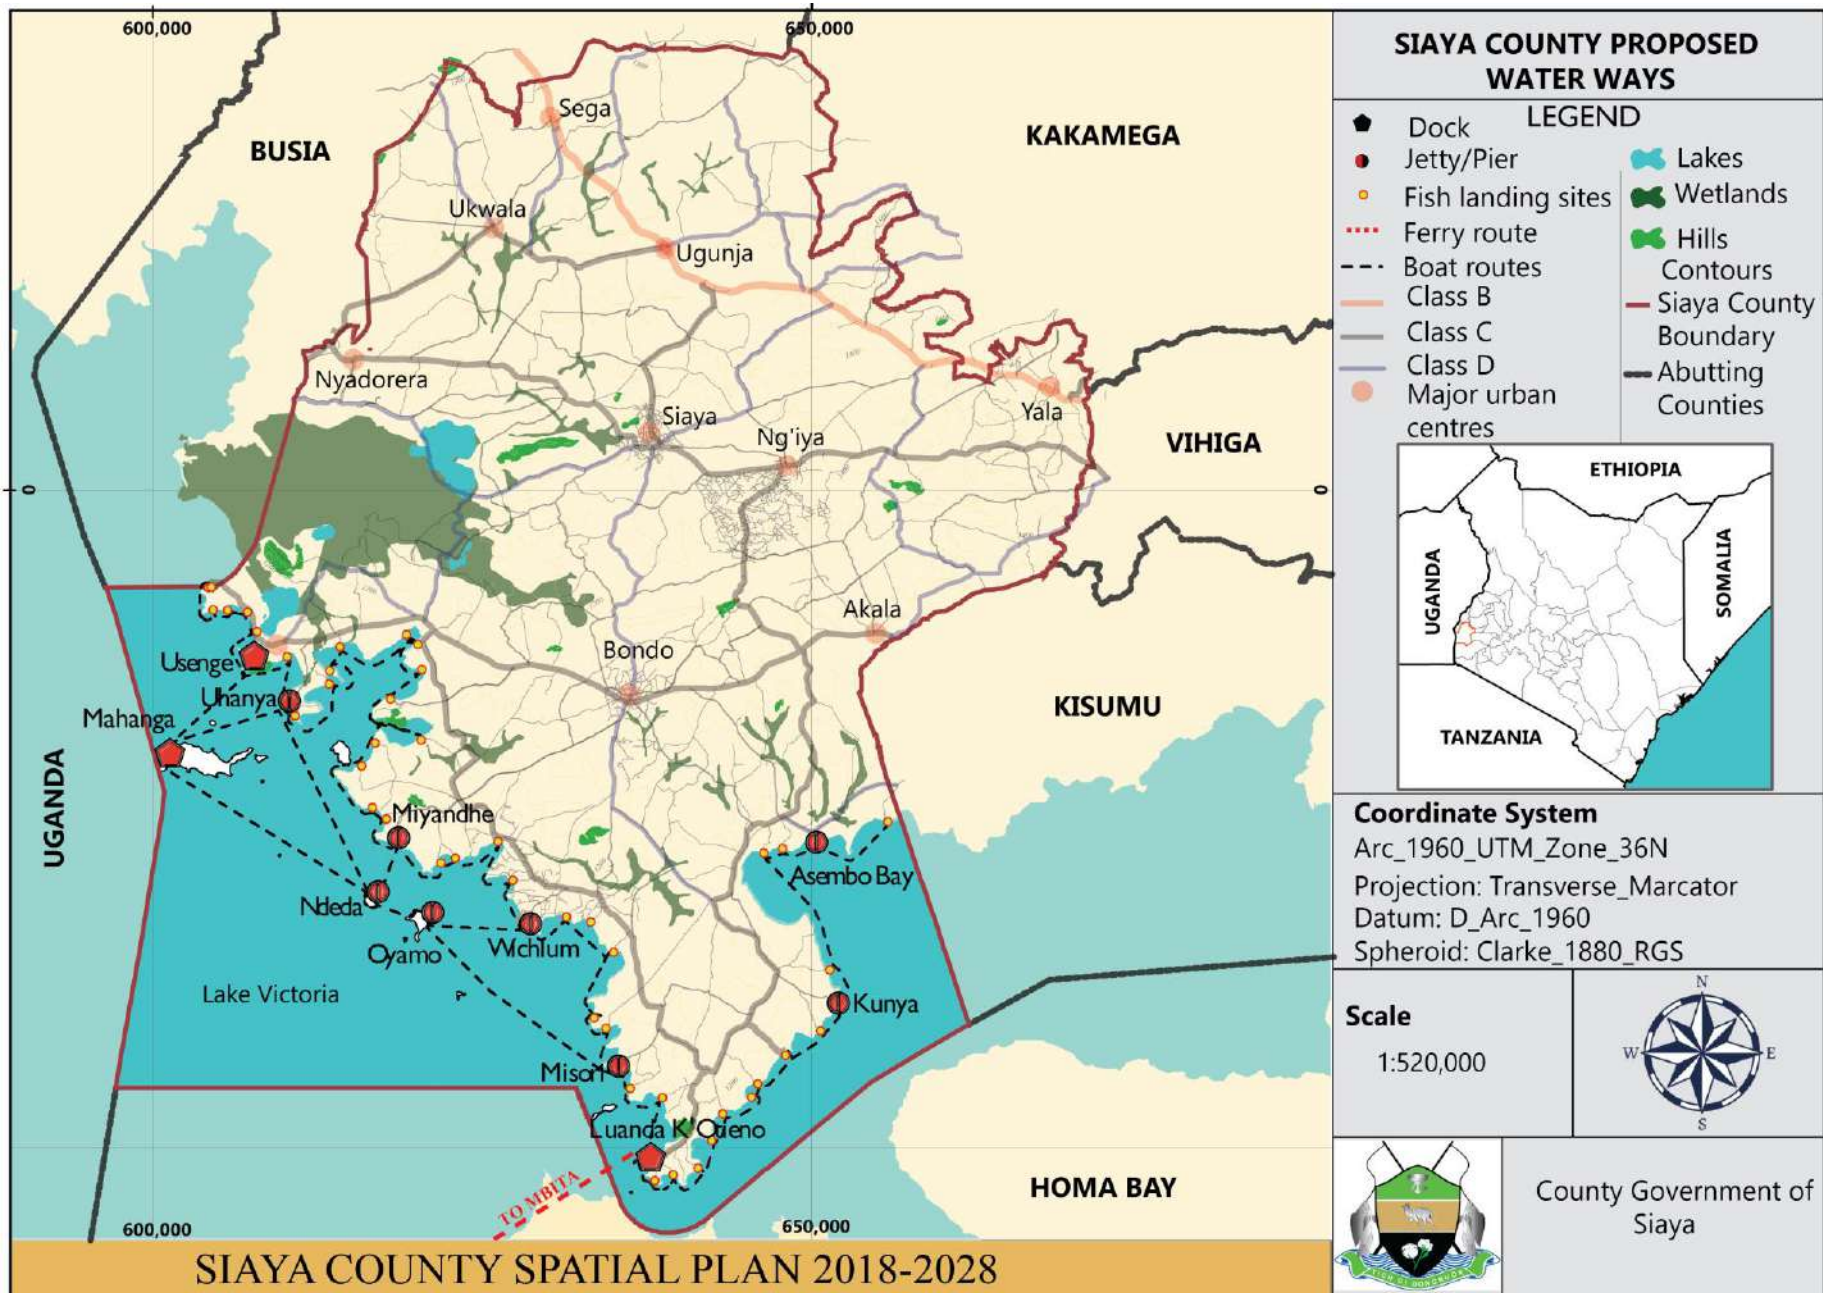 600,000
650,000
BUSIA
Sega
KAKAMEGA
Ukwala
Ugunja
Nyadorera
Siaya
Ng'iya
Yala
VIHIGA
0
0
Akala
Bondo
Usenge
Uhanya
Mahanga
KISUMU
UGANDA
Miyandhe
Asembo Bay
Ndeda
Oyamo
Wichlum
Lake Victoria
Kunya
Misori
Luanda K'Otieno
TO MBITA
HOMA BAY
600,000
650,000
SIAYA COUNTY SPATIAL PLAN 2018-2028
SIAYA COUNTY PROPOSED
WATER WAYS
LEGEND
Dock
Jetty/Pier
Fish landing sites
Ferry route
Boat routes
Class B
Class C
Class D
Major urban
centres
Lakes
Wetlands
Hills
Contours
Siaya County
Boundary
Abutting
Counties
ETHIOPIA
UGANDA
SOMALIA
TANZANIA
Coordinate System
Arc_1960_UTM_Zone_36N
Projection: Transverse_Marcator
Datum: D_Arc_1960
Spheroid: Clarke_1880_RGS
Scale
1:520,000
N
W
E
S
County Government of
Siaya